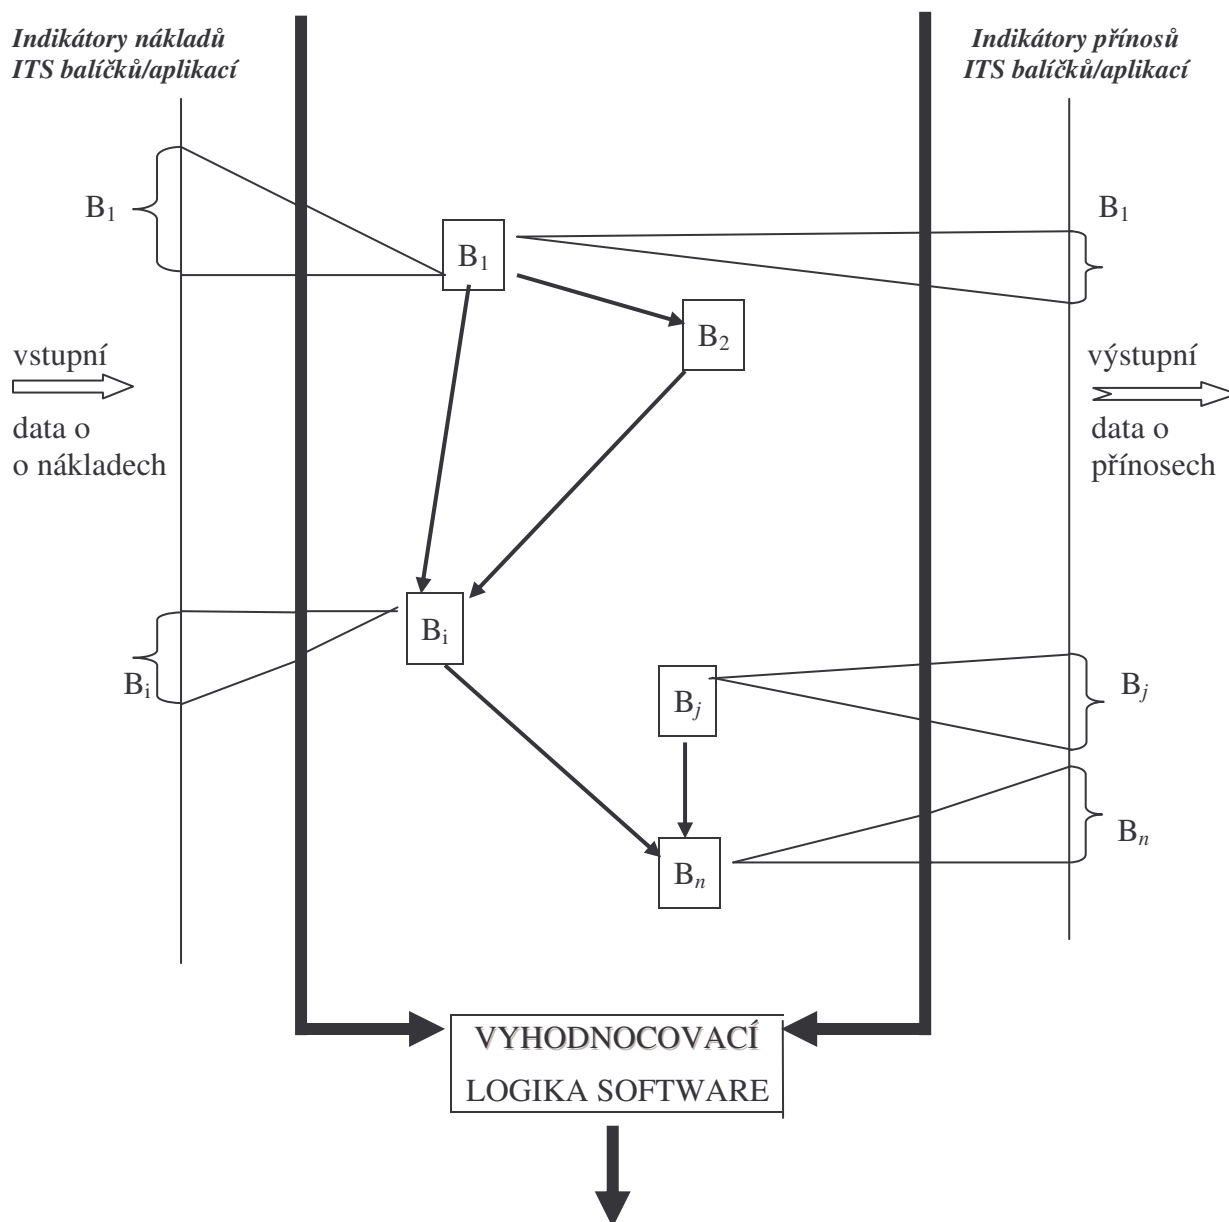 Indikátory nákladů
ITS balíčků/aplikací
Indikátory přínosů
ITS balíčků/aplikací
B1
B1
B1
B2
vstupní
data o
o nákladech
výstupní
data o
přínosech
Bi
Bi
Bj
Bj
Bn
Bn
VYHODNOCOVACÍ
LOGIKA SOFTWARE